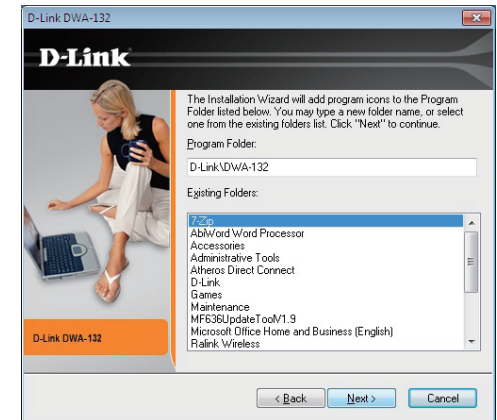 D-Link DWA-132
D-Link
The Installation Wizard will add program icons to the Program
Folder listed below. You may type a new folder name, or select
one from the existing folders list. Click "Next" to continue.
Program Folder:
D-Link\DWA-132
Existing Folders:
7-Zip
AbiWord Word Processor
Accessories
Administrative Tools
Atheros Direct Connect
D-Link
Games
Maintenance
MF636UpdateToolV1.9
Microsoft Office Home and Business (English)
Ralink Wireless
D-Link DWA-132
< Back
Next >
Cancel